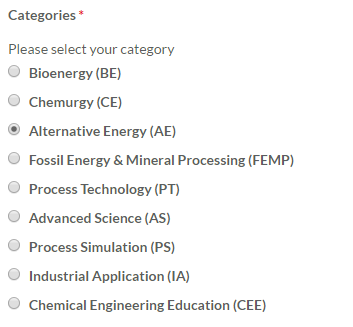 Categories *
Please select your category
Bioenergy (BE)
Chemurgy (CE)
Alternative Energy (AE)
Fossil Energy & Mineral Processing (FEMP)
Process Technology (PT)
Advanced Science (AS)
Process Simulation (PS)
Industrial Application (IA)
Chemical Engineering Education (CEE)